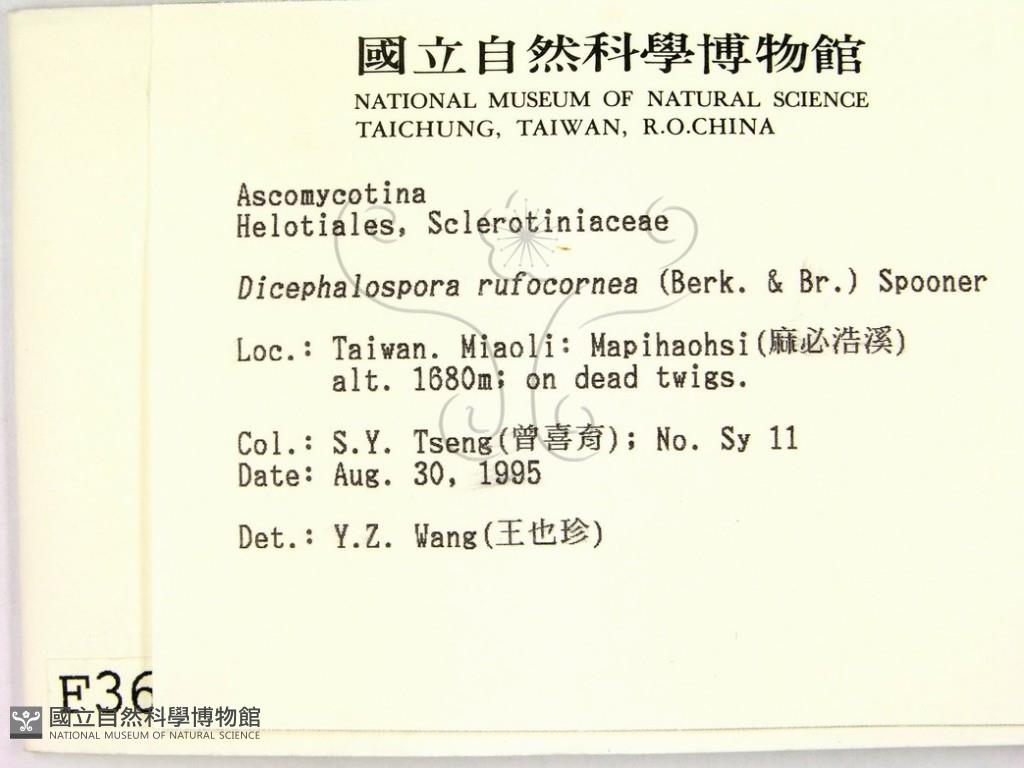 國立自然科學博物館
NATIONAL MUSEUM OF NATURAL SCIENCE
TAICHUNG, TAIWAN, R.O.CHINA
Ascomycotina
Helotiales, Sclerotiniaceae
Dicephalospora rufocornea (Berk. & Br.) Spooner
Loc.: Taiwan. Miaoli: Mapihaohsi(麻必浩溪)
alt. 1680m; on dead twigs.
Col.: S.Y. Tseng(曾喜育); No. Sy 11
Date: Aug. 30, 1995
Det.: Y.Z. Wang(王也珍)
F36
國立自然科學博物館
NATIONAL MUSEUM OF NATURAL SCIENCE